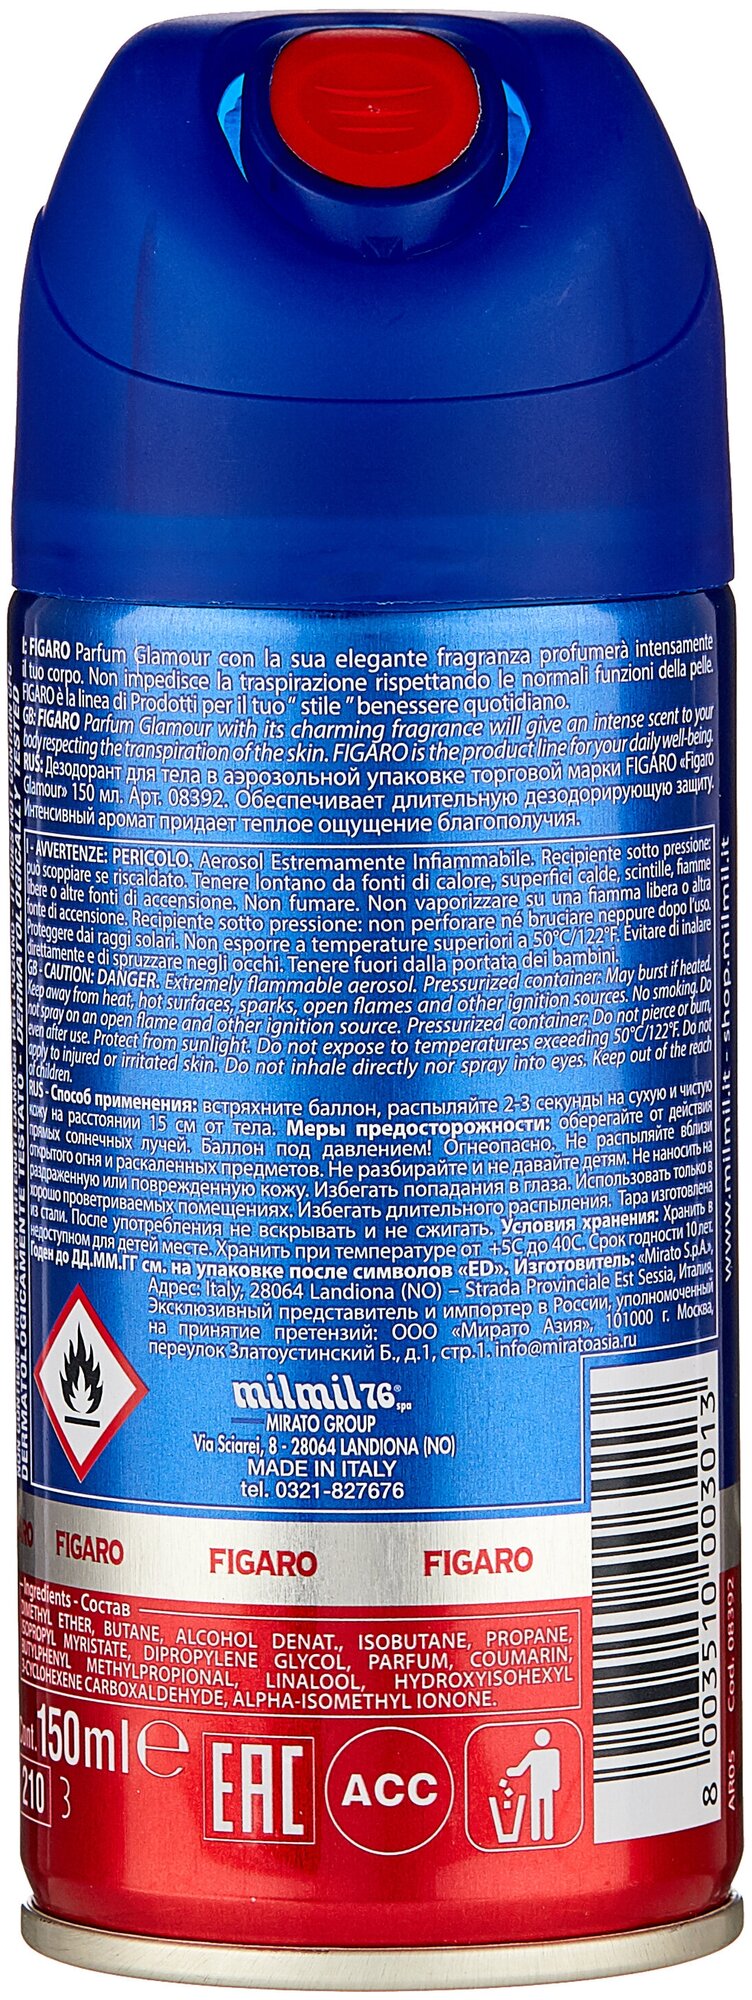 I: FIGARO Parfum Glamour con la sua elegante fragranza profumerà intensamente
il tuo corpo. Non impedisce la traspirazione rispettando le normali funzioni della pelle.
FIGARO è la linea di Prodotti per il tuo " stile " benessere quotidiano.
GB: FIGARO Parfum Glamour with its charming fragrance will give an intense scent to your
body respecting the transpiration of the skin. FIGARO is the product line for your daily well-being.
RUS: Дезодорант для тела в аэрозольной упаковке торговой марки FIGARO «Figaro
Glamour» 150 мл. Арт. 08392. Обеспечивает длительную дезодорирующую защиту.
Интенсивный аромат придает теплое ощущение благополучия.
I - AVVERTENZE: PERICOLO. Aerosol Estremamente Infiammabile. Recipiente sotto pressione:
può scoppiare se riscaldato. Tenere lontano da fonti di calore, superfici calde, scintille, fiamme
libere o altre fonti di accensione. Non fumare. Non vaporizzare su una fiamma libera o altra
fonte di accensione. Recipiente sotto pressione: non perforare né bruciare neppure dopo l'uso.
Proteggere dai raggi solari. Non esporre a temperature superiori a 50°C/122°F. Evitare di inalare
direttamente e di spruzzare negli occhi. Tenere fuori dalla portata dei bambini.
GB - CAUTION: DANGER. Extremely flammable aerosol. Pressurized container: May burst if heated.
Keep away from heat, hot surfaces, sparks, open flames and other ignition sources. No smoking. Do
not spray on an open flame and other ignition source. Pressurized container: Do not pierce or burn,
even after use. Protect from sunlight. Do not expose to temperatures exceeding 50°C/122°F. Do not
apply to injured or irritated skin. Do not inhale directly nor spray into eyes. Keep out of the reach
of children.
RUS - Способ применения: встряхните баллон, распыляйте 2-3 секунды на сухую и чистую
кожу на расстоянии 15 см от тела. Меры предосторожности: оберегайте от действия
прямых солнечных лучей. Баллон под давлением! Огнеопасно. Не распыляйте вблизи
открытого огня и раскаленных предметов. Не разбирайте и не давайте детям. Не наносить на
раздраженную или поврежденную кожу. Избегать попадания в глаза. Использовать только в
хорошо проветриваемых помещениях. Избегать длительного распыления. Тара изготовлена
из стали. После употребления не вскрывать и не сжигать. Условия хранения: Хранить в
недоступном для детей месте. Хранить при температуре от +5С до 40С. Срок годности 10 лет.
Годен до ДД.ММ.ГГ см. на упаковке после символов «ED». Изготовитель: «Mirato S.p.A.»,
Адрес: Italy, 28064 Landiona (NO) – Strada Provinciale Est Sessia, Италия.
Эксклюзивный представитель и импортер в России, уполномоченный
на принятие претензий: ООО «Мирато Азия», 101000 г. Москва,
переулок Златоустинский Б., д.1, стр.1. info@miratoasia.ru
milmil76® spa
MIRATO GROUP
Via Sciarei, 8 - 28064 LANDIONA (NO)
MADE IN ITALY
tel. 0321-827676
FIGARO FIGARO FIGARO
Ingredients - Состав
DIMETHYL ETHER, BUTANE, ALCOHOL DENAT., ISOBUTANE, PROPANE,
ISOPROPYL MYRISTATE, DIPROPYLENE GLYCOL, PARFUM, COUMARIN,
BUTYLPHENYL METHYLPROPIONAL, LINALOOL, HYDROXYISOHEXYL
3-CYCLOHEXENE CARBOXALDEHYDE, ALPHA-ISOMETHYL IONONE.
Cont. 150ml ℮
210 3
EAC
ACC
8 003510 003013
AR05 Cod. 08392
www.milmil.it - shop.milmil.it
DERMATOLOGICAMENTE TESTATO - DERMATOLOGICALLY TESTED